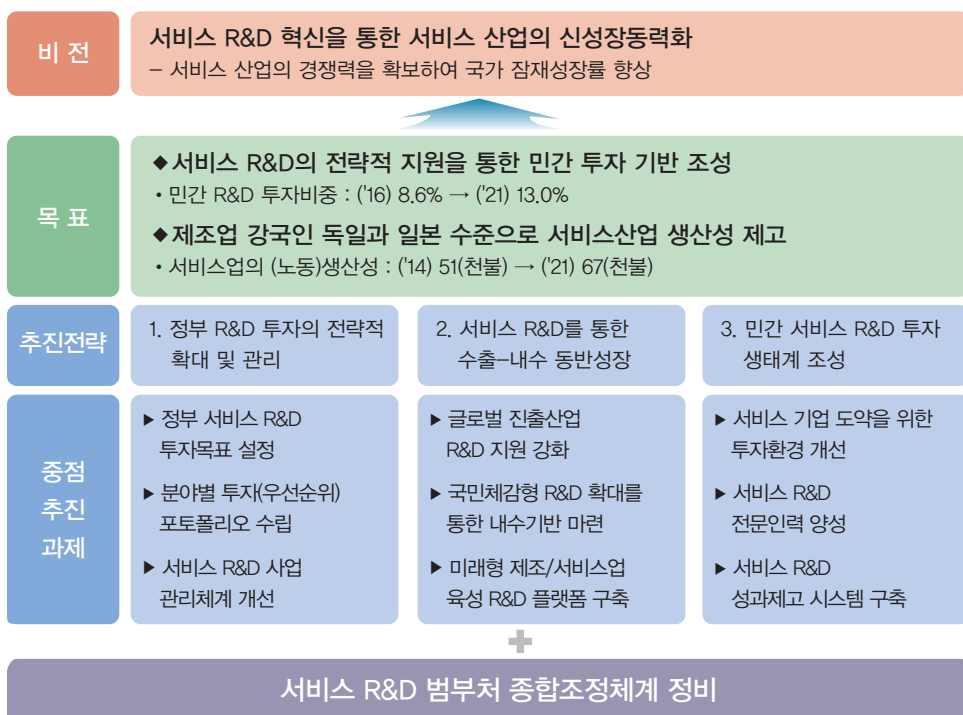 비 전
서비스 R&D 혁신을 통한 서비스 산업의 신성장동력화
– 서비스 산업의 경쟁력을 확보하여 국가 잠재성장률 향상
목 표
◆서비스 R&D의 전략적 지원을 통한 민간 투자 기반 조성
• 민간 R&D 투자비중 : ('16) 8.6% → ('21) 13.0%
◆제조업 강국인 독일과 일본 수준으로 서비스산업 생산성 제고
• 서비스업의 (노동)생산성 : ('14) 51(천불) → ('21) 67(천불)
추진전략
1. 정부 R&D 투자의 전략적
확대 및 관리
2. 서비스 R&D를 통한
수출–내수 동반성장
3. 민간 서비스 R&D 투자
생태계 조성
중점
추진
과제
▶ 정부 서비스 R&D
투자목표 설정
▶ 분야별 투자(우선순위)
포토폴리오 수립
▶ 서비스 R&D 사업
관리체계 개선
▶ 글로벌 진출산업
R&D 지원 강화
▶ 국민체감형 R&D 확대를
통한 내수기반 마련
▶ 미래형 제조/서비스업
육성 R&D 플랫폼 구축
▶ 서비스 기업 도약을 위한
투자환경 개선
▶ 서비스 R&D
전문인력 양성
▶ 서비스 R&D
성과제고 시스템 구축
서비스 R&D 범부처 종합조정체계 정비